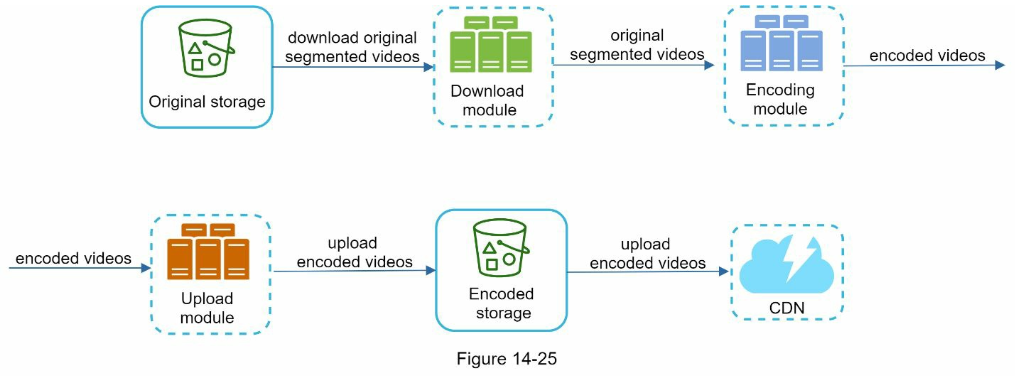 download original
segmented videos
original
segmented videos
encoded videos
Original storage
Download
module
Encoding
module
encoded videos
upload
encoded videos
upload
encoded videos
Upload
module
Encoded
storage
CDN
Figure 14-25